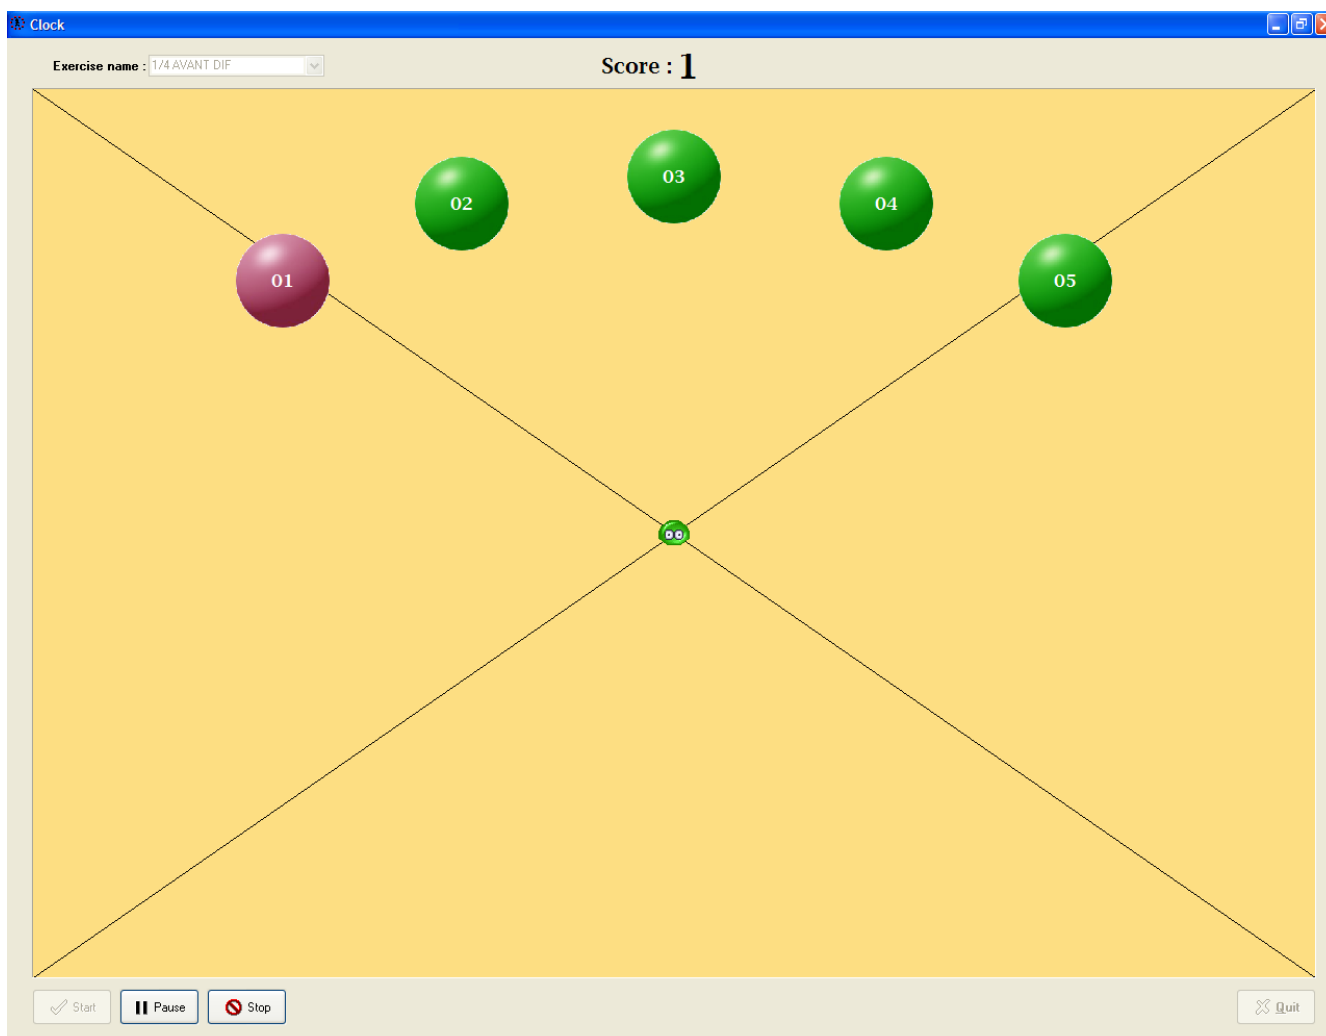 Clock
Exercise name : 1/4 AVANT DIF
Score : 1
03
02
04
01
05
Start
Pause
Stop
Quit